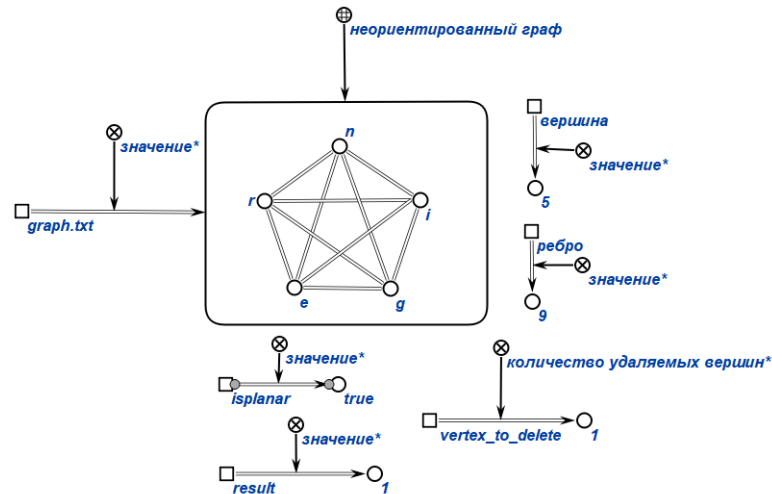 неориентированный граф
значение*
graph.txt
n
r
i
e
g
вершина
значение*
5
ребро
значение*
9
значение*
isplanar
true
количество удаляемых вершин*
vertex_to_delete
1
значение*
result
1